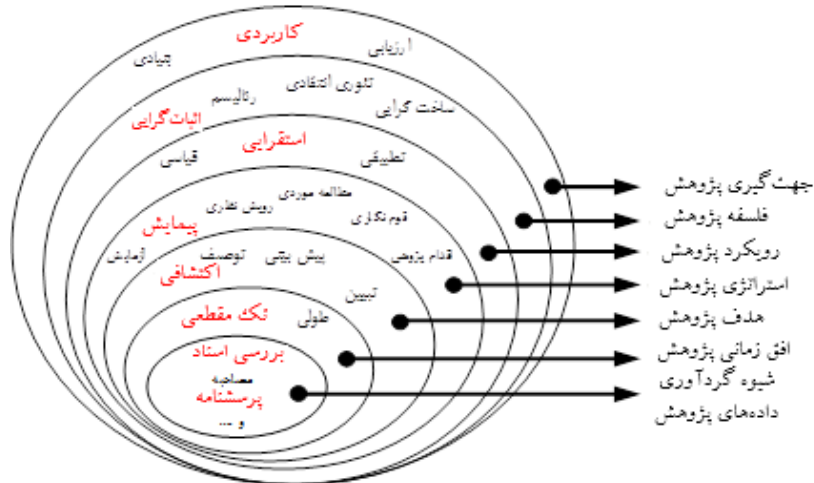 کاربردی
ارزیابی
بنیادی
تئوری انتقادی
رئالیسم
ساخت گرایی
اثبات‌گرایی
استقرایی
قیاسی
تطبیقی
مطالعه موردی
رویش نظری
قوم نگاری
پیمایش
آزمایش
توصیف
پیش بینی
اقدام پژوهی
اکتشافی
تبیین
تک مقطعی
طولی
بررسی اسناد
مصاحبه
پرسشنامه
و ...
جهت‌گیری پژوهش
فلسفه پژوهش
رویکرد پژوهش
استراتژی پژوهش
هدف پژوهش
افق زمانی پژوهش
شیوه گردآوری
داده‌های پژوهش